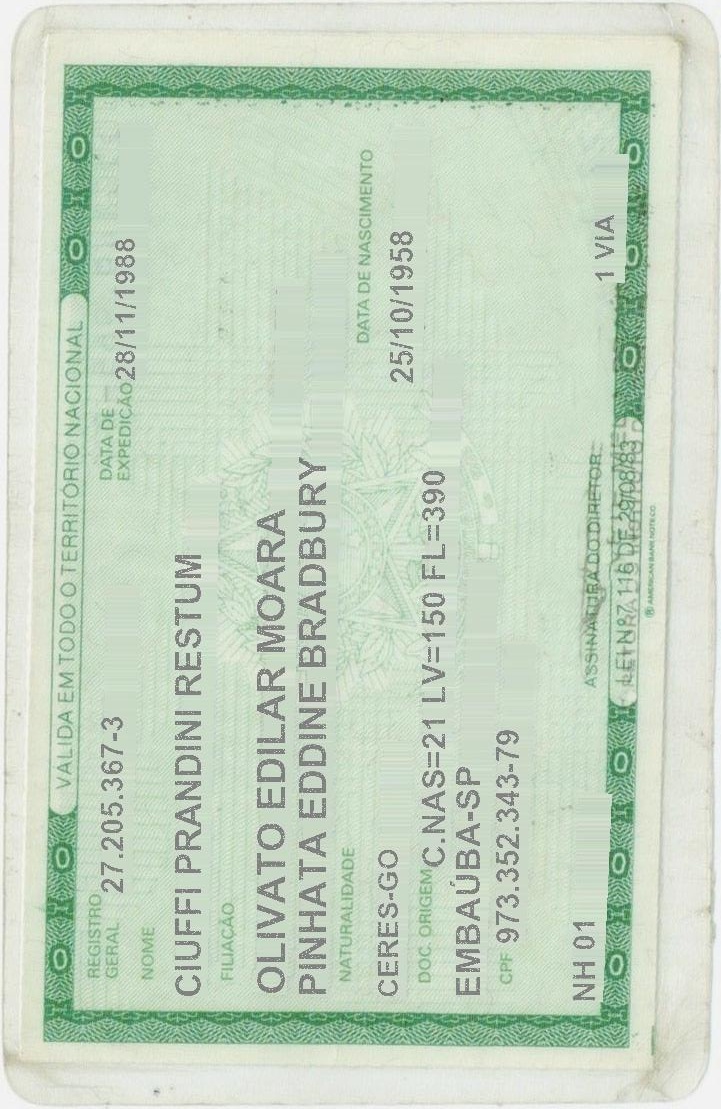 VALIDA EM TODO O TERRITÓRIO NACIONAL
REGISTRO GERAL 27.205.367-3 DATA DE EXPEDIÇÃO 28/11/1988
NOME
CIUFFI PRANDINI RESTUM
FILIAÇÃO
OLIVATO EDILAR MOARA
PINHATA EDDINE BRADBURY
NATURALIDADE DATA DE NASCIMENTO
CERES-GO 25/10/1958
DOC. ORIGEM C.NAS=21 LV=150 FL=390
EMBAÚBA-SP
CPF 973.352.343-79
NH 01 1 VIA
ASSINATURA DO DIRETOR
LEI Nº 7.116 DE 29/08/83
AMERICAN BANK NOTE CO